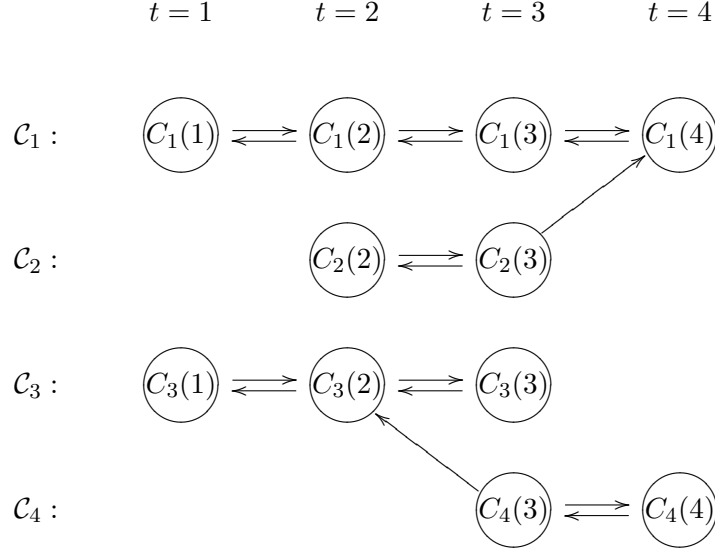 t = 1 t = 2 t = 3 t = 4
𝒞₁ : C₁(1) C₁(2) C₁(3) C₁(4)
𝒞₂ : C₂(2) C₂(3)
𝒞₃ : C₃(1) C₃(2) C₃(3)
𝒞₄ : C₄(3) C₄(4)